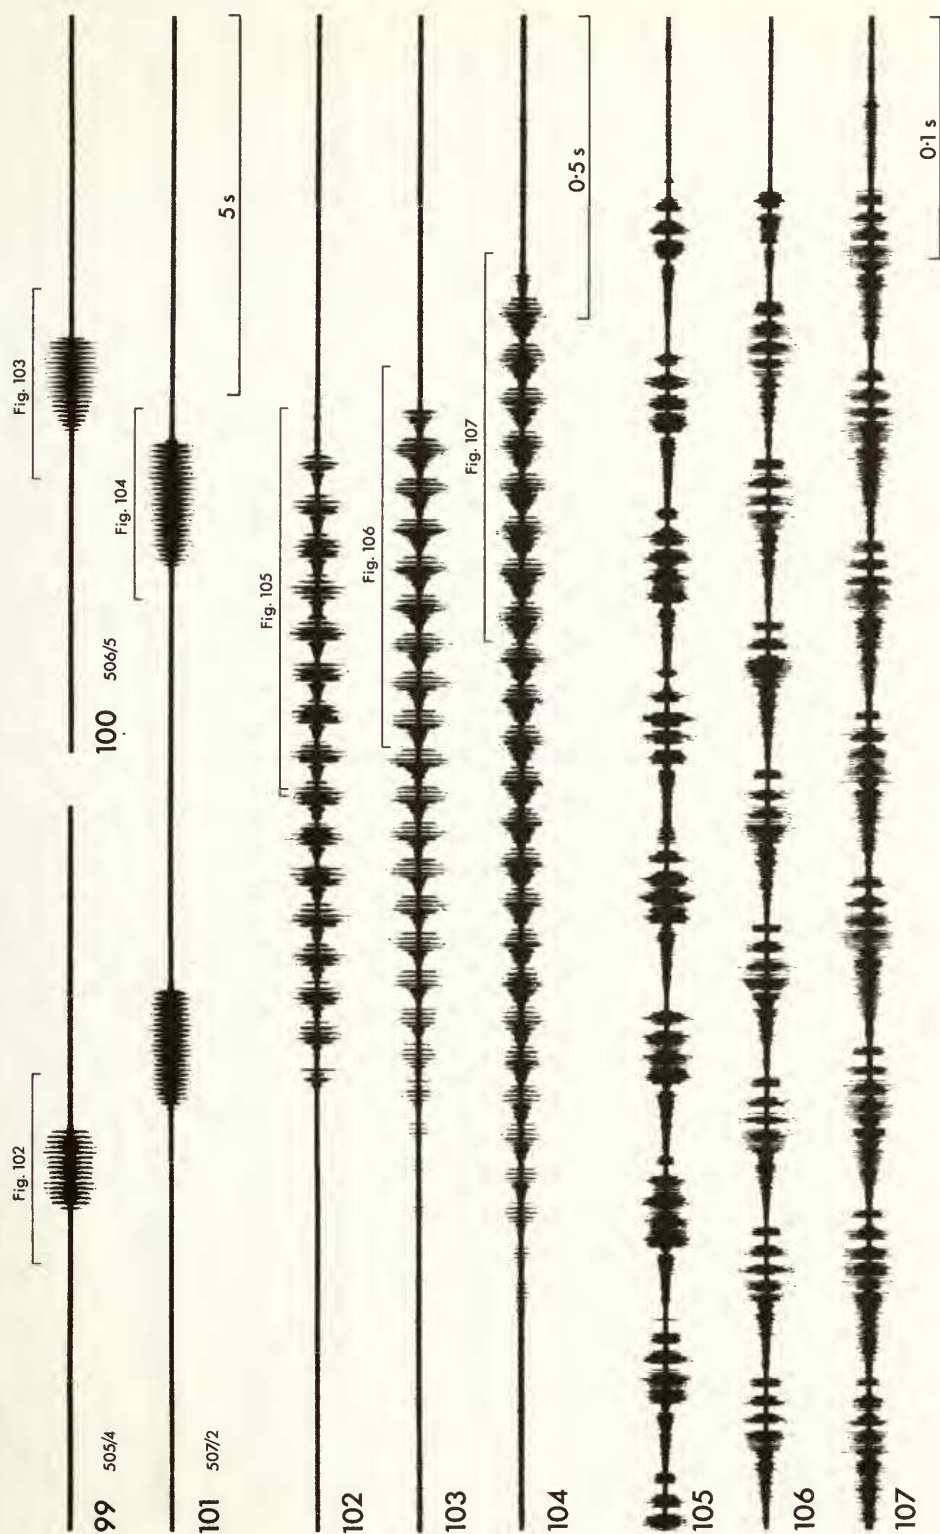 Fig. 102
Fig. 103
99 505/4
100 506/5
Fig. 104
101 507/2
5 s
Fig. 105
102
Fig. 106
103
Fig. 107
104
0·5 s
105
106
107
0·1 s